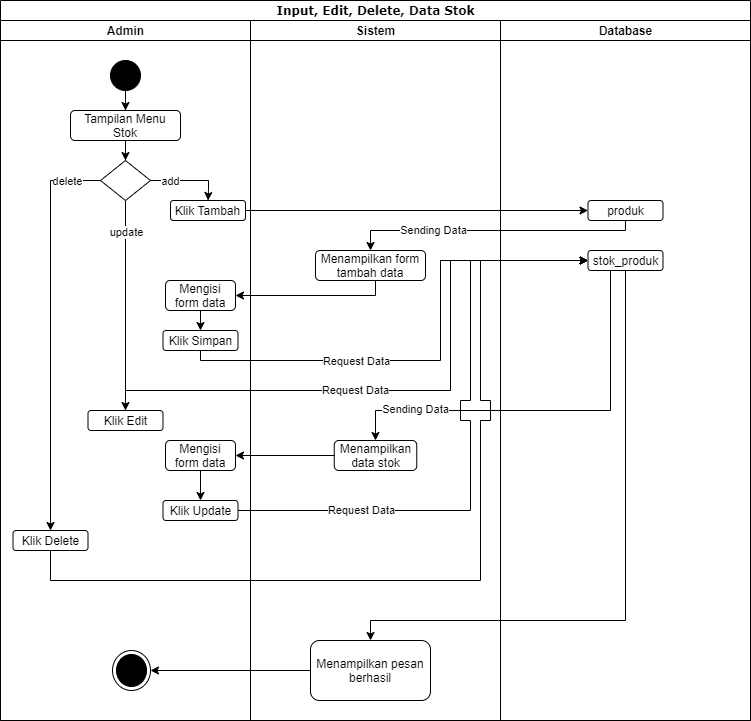 Input, Edit, Delete, Data Stok
Admin
Sistem
Database
Tampilan Menu
Stok
delete
add
update
Klik Tambah
produk
Sending Data
Menampilkan form
tambah data
stok_produk
Mengisi
form data
Klik Simpan
Request Data
Request Data
Klik Edit
Sending Data
Mengisi
form data
Menampilkan
data stok
Klik Update
Request Data
Klik Delete
Menampilkan pesan
berhasil